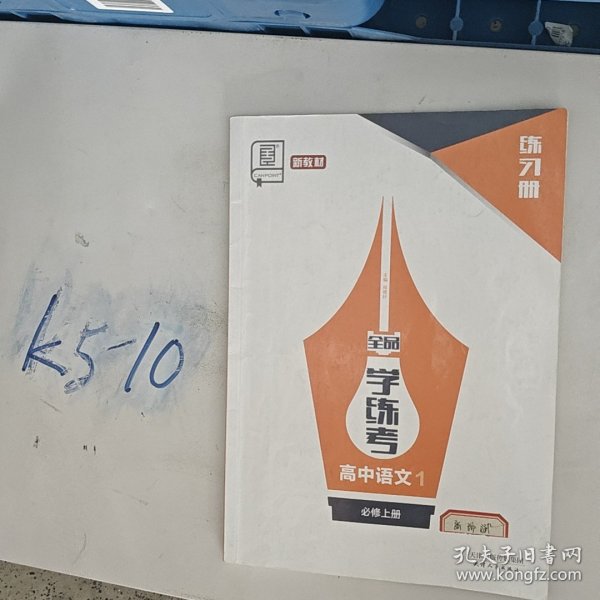 CANPOINT
新教材
练习册
全品
学练考
高中语文1
必修上册
K5-10
孔夫子旧书网
www.kongfz.com